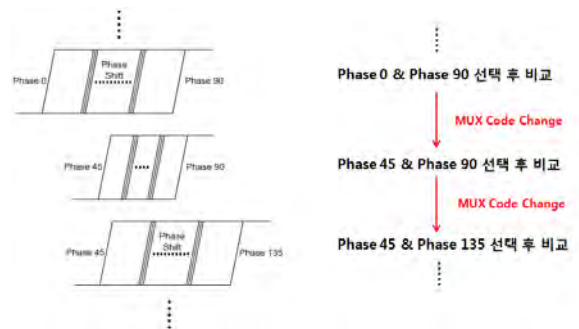 Phase 0
Phase
Shift
Phase 90
Phase 45
Phase 90
Phase 45
Phase
Shift
Phase 135
Phase 0 & Phase 90 선택 후 비교
MUX Code Change
Phase 45 & Phase 90 선택 후 비교
MUX Code Change
Phase 45 & Phase 135 선택 후 비교